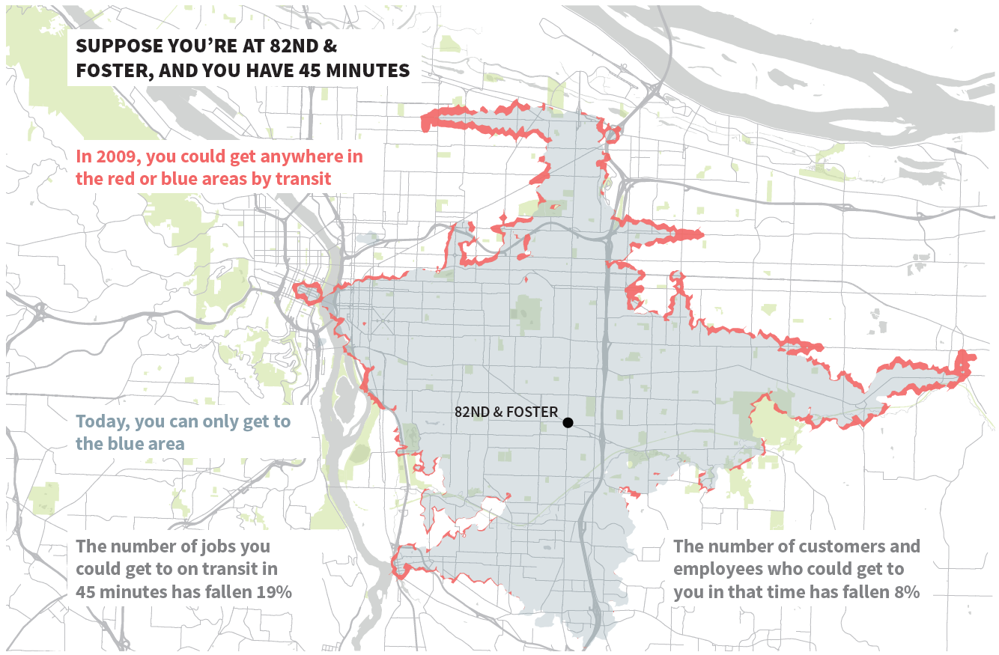 SUPPOSE YOU’RE AT 82ND &
FOSTER, AND YOU HAVE 45 MINUTES
In 2009, you could get anywhere in
the red or blue areas by transit
82ND & FOSTER
Today, you can only get to
the blue area
The number of jobs you
could get to on transit in
45 minutes has fallen 19%
The number of customers and
employees who could get to
you in that time has fallen 8%